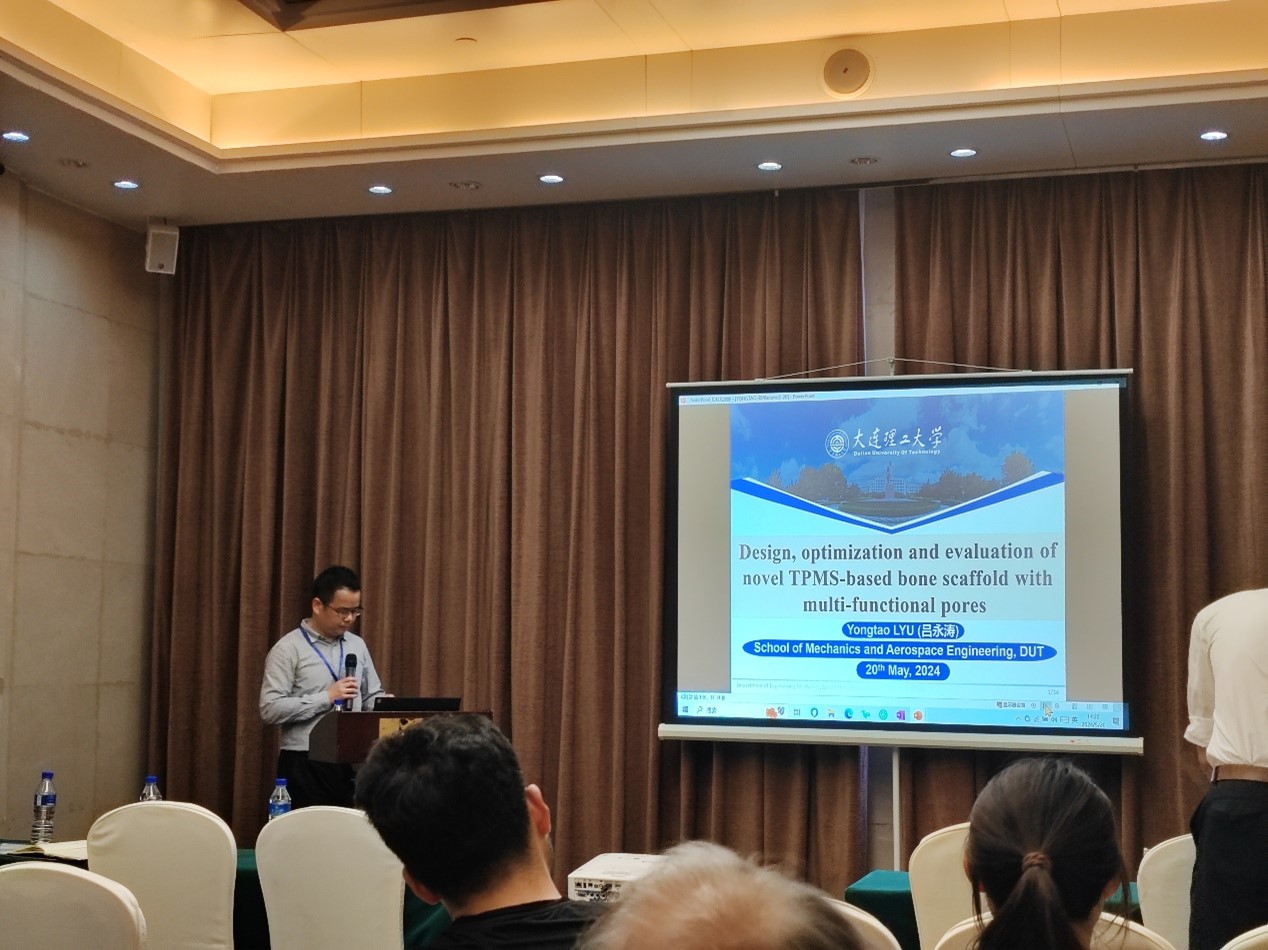 大连理工大学
Dalian University Of Technology
Design, optimization and evaluation of
novel TPMS-based bone scaffold with
multi-functional pores
Yongtao LYU (吕永涛)
School of Mechanics and Aerospace Engineering, DUT
20th May, 2024